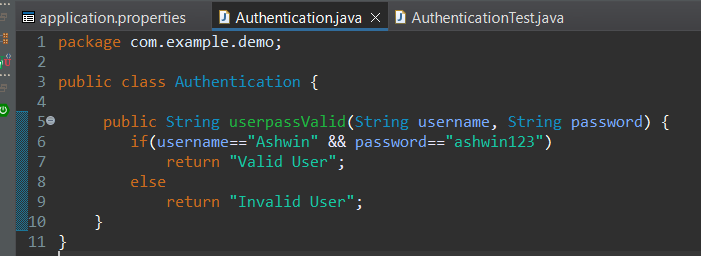 application.properties Authentication.java AuthenticationTest.java
1 package com.example.demo;
2
3 public class Authentication {
4
5 public String userpassValid(String username, String password) {
6 if(username=="Ashwin" && password=="ashwin123")
7 return "Valid User";
8 else
9 return "Invalid User";
10 }
11 }